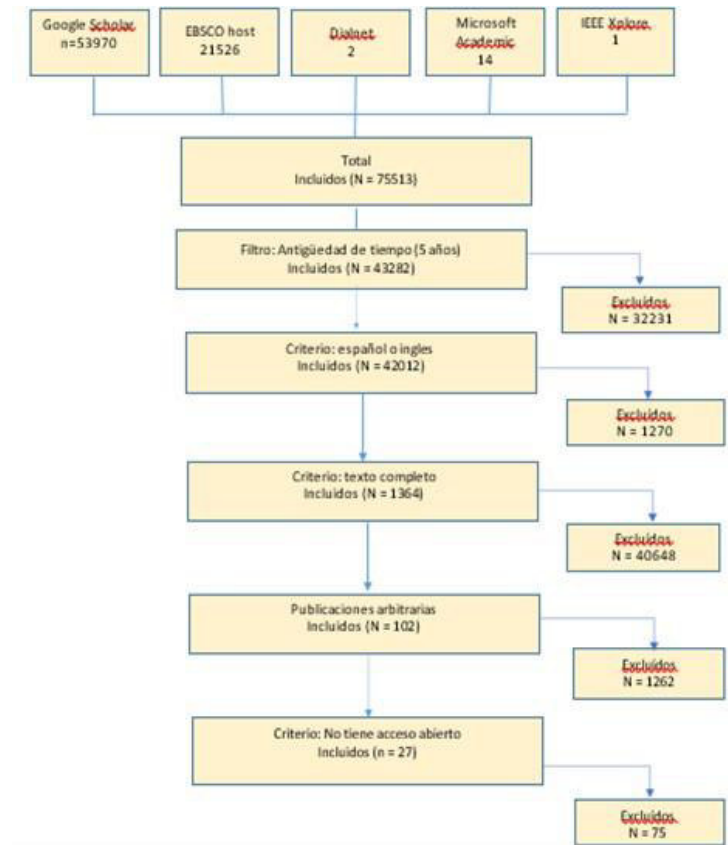 Google Scholar
n=53970
EBSCO host
21526
Dialnet
2
Microsoft
Academic
14
IEEE Xplore
1
Total
Incluidos (N = 75513)
Filtro: Antigüedad de tiempo (5 años)
Incluidos (N = 43282)
Excluidos
N = 32231
Criterio: español o ingles
Incluidos (N = 42012)
Excluidos
N = 1270
Criterio: texto completo
Incluidos (N = 1364)
Excluidos
N = 40648
Publicaciones arbitrarias
Incluidos (N = 102)
Excluidos
N = 1262
Criterio: No tiene acceso abierto
Incluidos (n = 27)
Excluidos
N = 75